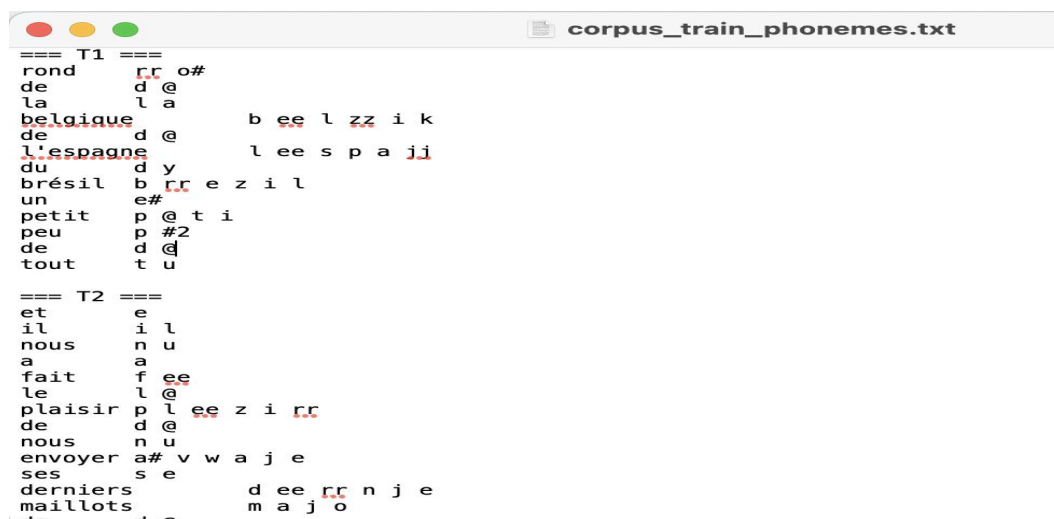 corpus_train_phonemes.txt
=== T1 ===
rond rr o#
de d @
la l a
belgique b ee l zz i k
de d @
l'espagne l ee s p a jj
du d y
brésil b rr e z i l
un e#
petit p @ t i
peu p #2
de d @
tout t u

=== T2 ===
et e
il i l
nous n u
a a
fait f ee
le l @
plaisir p l ee z i rr
de d @
nous n u
envoyer a# v w a j e
ses s e
derniers d ee rr n j e
maillots m a j o